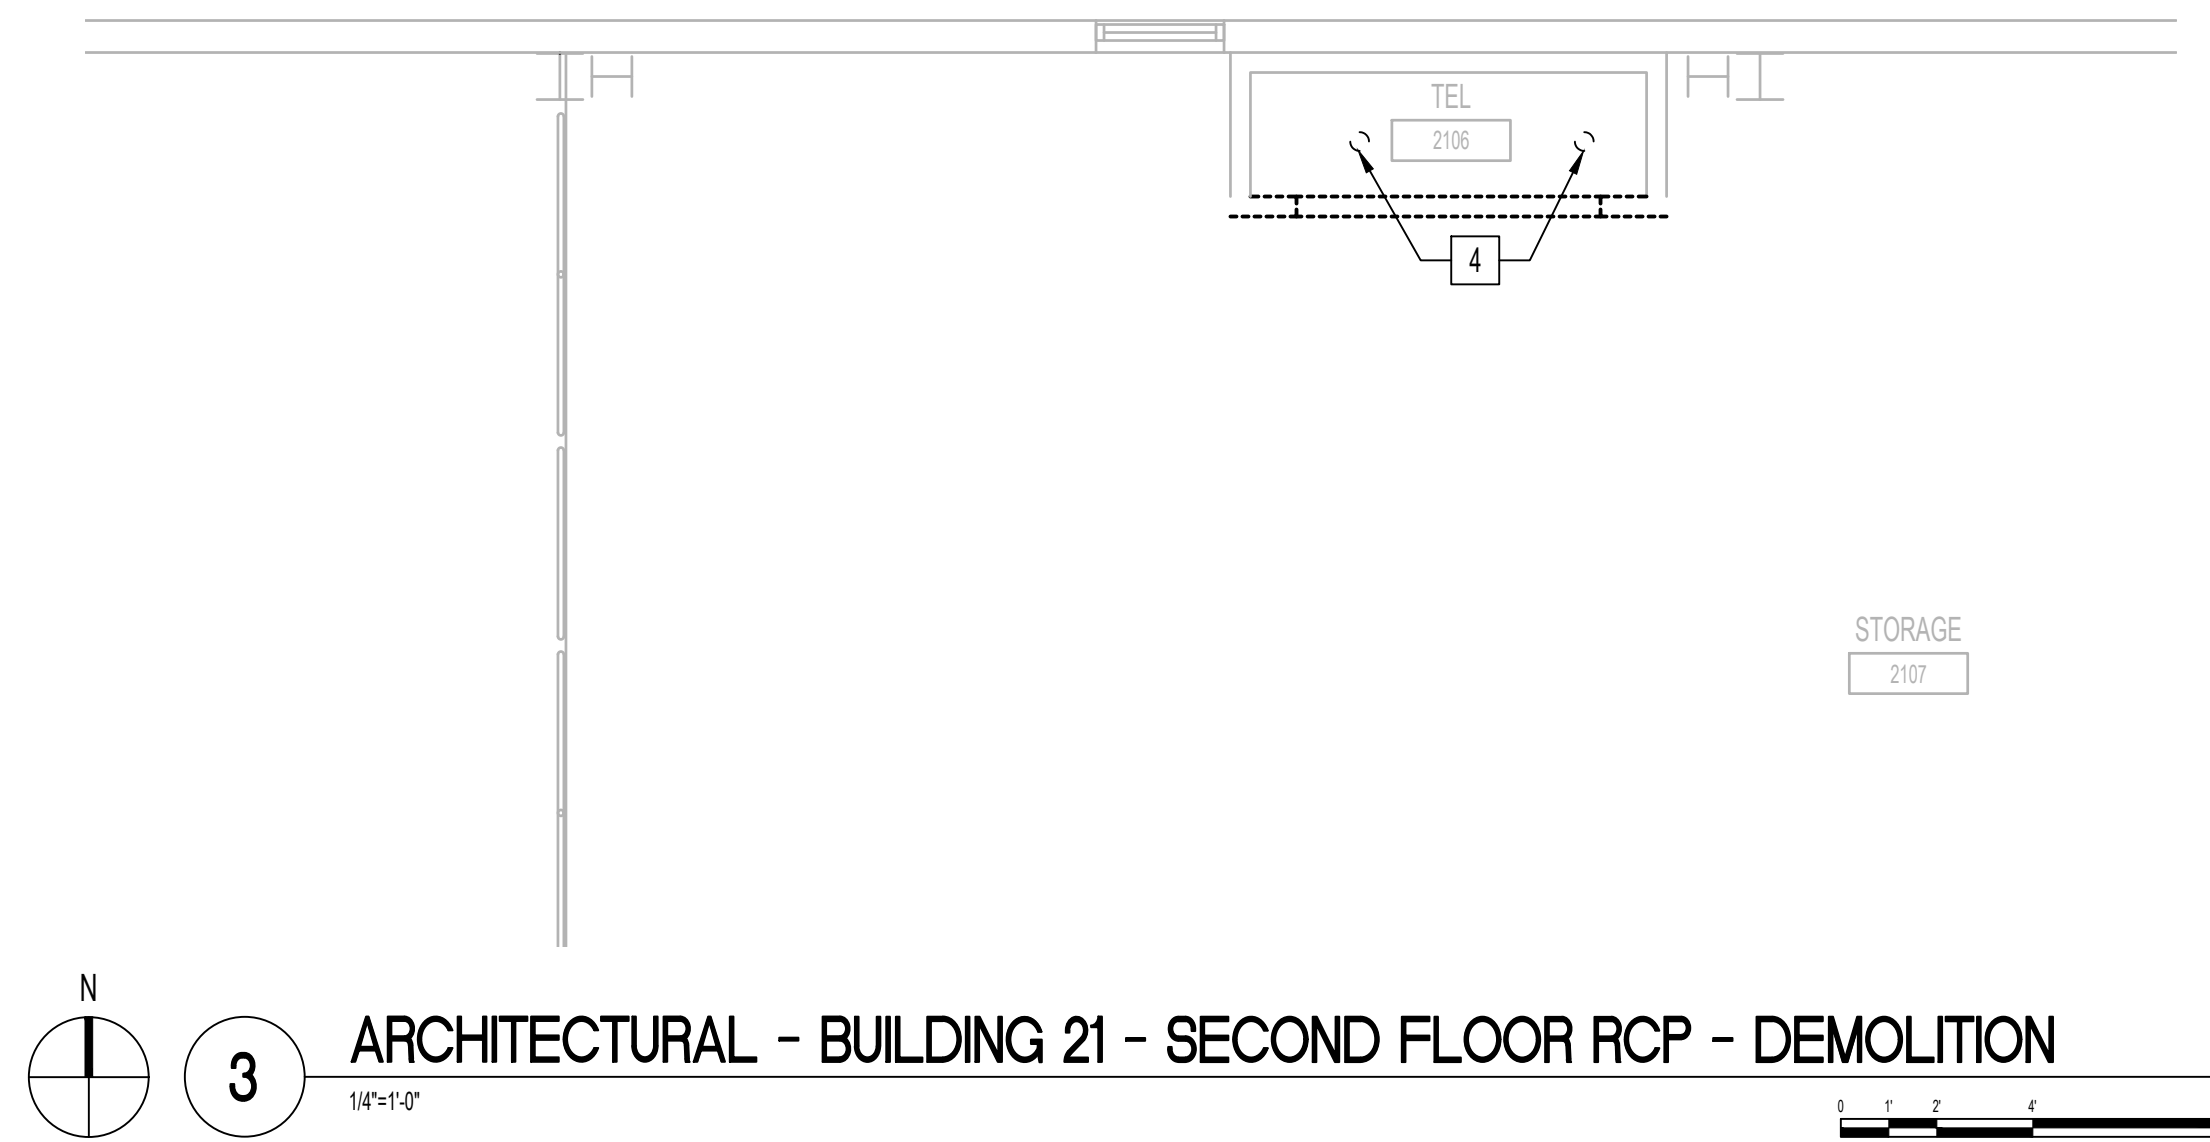 TEL
2106
4
STORAGE
2107
N
3
ARCHITECTURAL - BUILDING 21 - SECOND FLOOR RCP - DEMOLITION
1/4"=1'-0"
0 1' 2' 4'